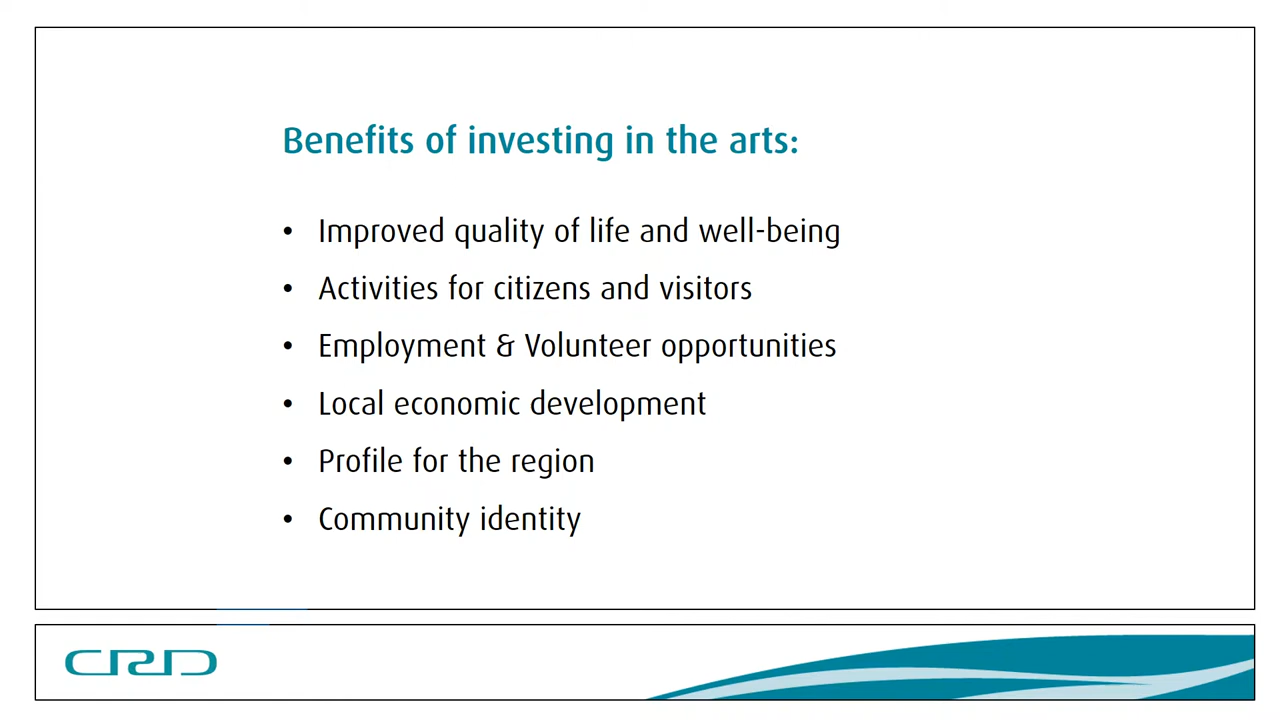 Benefits of investing in the arts:
• Improved quality of life and well-being
• Activities for citizens and visitors
• Employment & Volunteer opportunities
• Local economic development
• Profile for the region
• Community identity
CRD